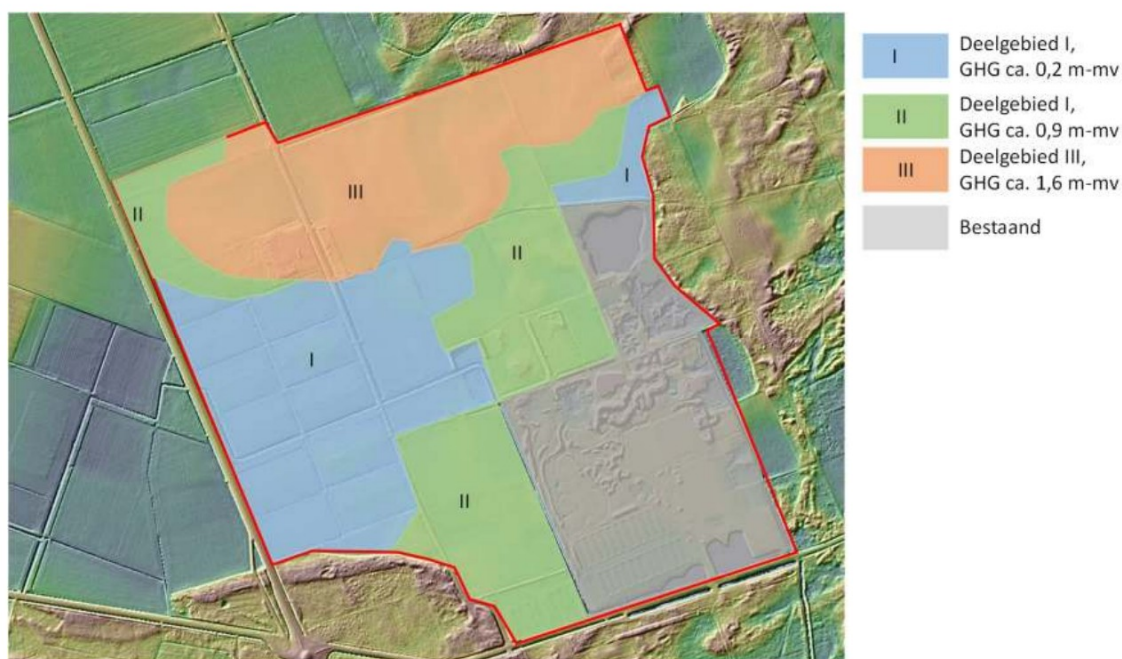 I
Deelgebied I,
GHG ca. 0,2 m-mv
II
Deelgebied I,
GHG ca. 0,9 m-mv
III
Deelgebied III,
GHG ca. 1,6 m-mv
Bestaand
III
I
II
II
I
II